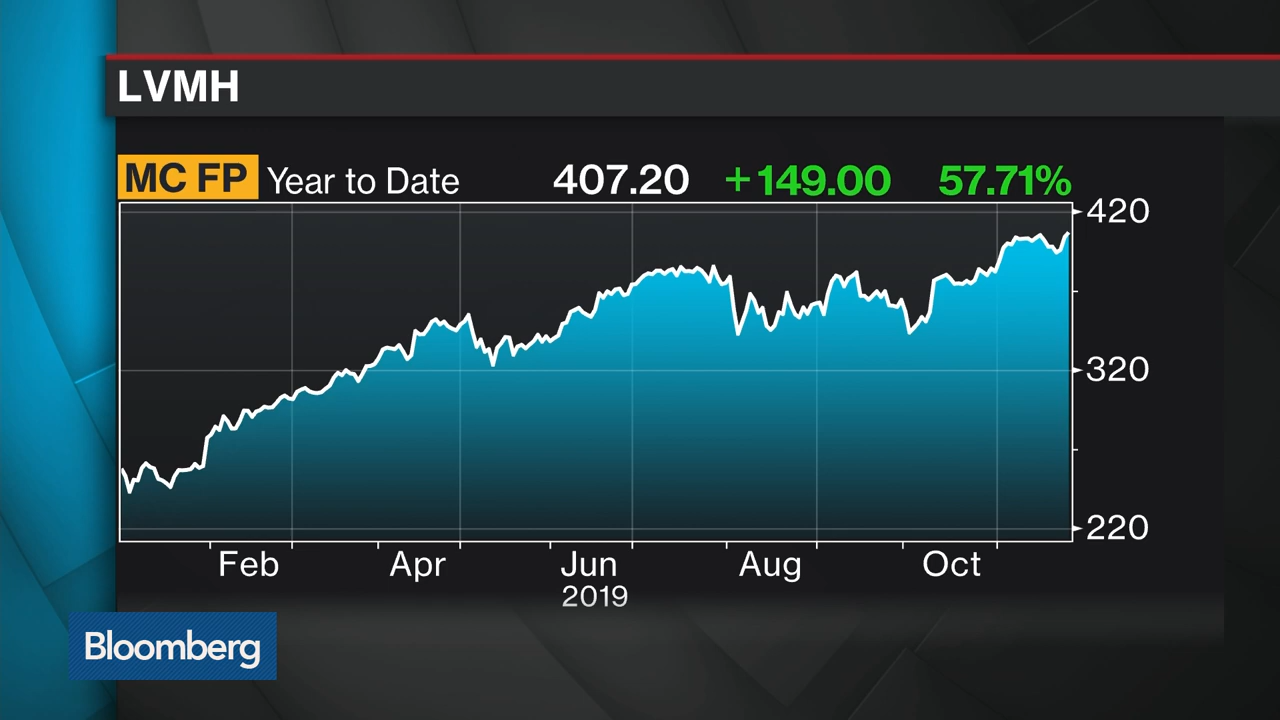 LVMH
MC FP Year to Date 407.20 +149.00 57.71%
420
320
220
Feb Apr Jun Aug Oct
2019
Bloomberg